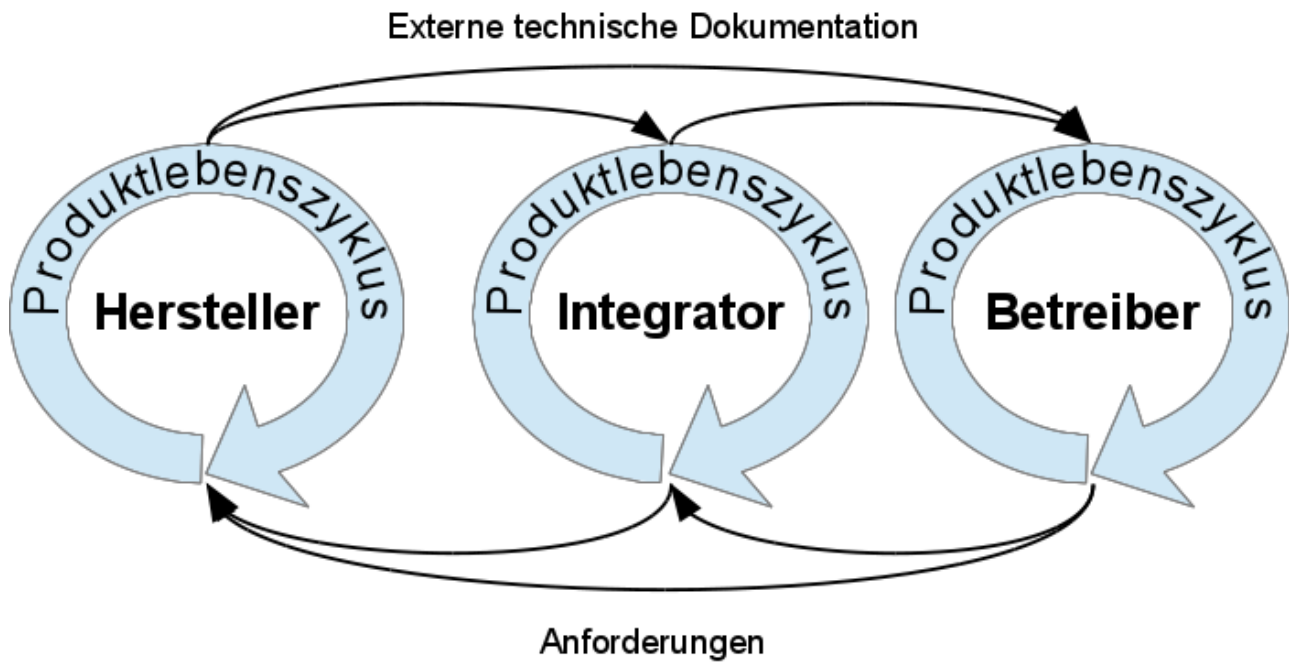 Externe technische Dokumentation
Produktlebenszyklus
Hersteller
Produktlebenszyklus
Integrator
Produktlebenszyklus
Betreiber
Anforderungen